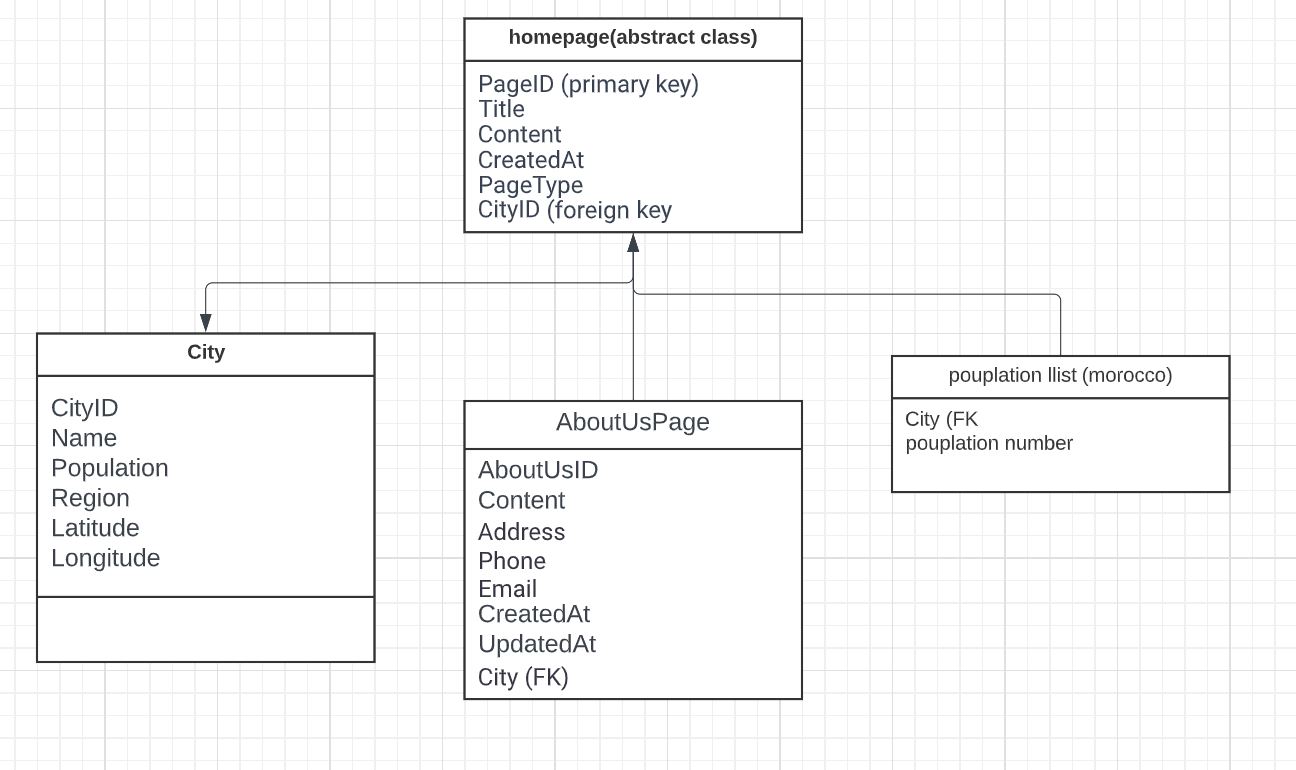 homepage(abstract class)
PageID (primary key)
Title
Content
CreatedAt
PageType
CityID (foreign key
City
CityID
Name
Population
Region
Latitude
Longitude
AboutUsPage
AboutUsID
Content
Address
Phone
Email
CreatedAt
UpdatedAt
City (FK)
pouplation llist (morocco)
City (FK
pouplation number